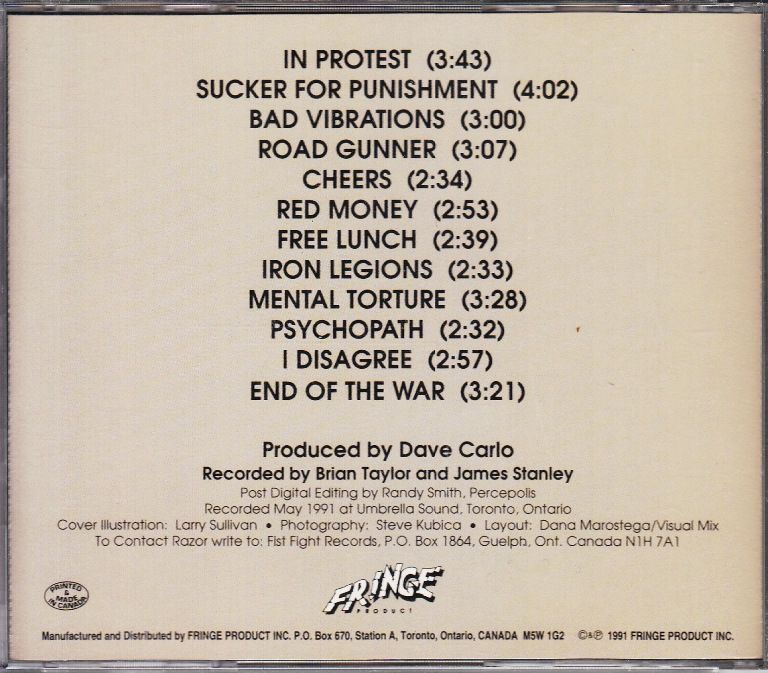 IN PROTEST (3:43)
SUCKER FOR PUNISHMENT (4:02)
BAD VIBRATIONS (3:00)
ROAD GUNNER (3:07)
CHEERS (2:34)
RED MONEY (2:53)
FREE LUNCH (2:39)
IRON LEGIONS (2:33)
MENTAL TORTURE (3:28)
PSYCHOPATH (2:32)
I DISAGREE (2:57)
END OF THE WAR (3:21)
Produced by Dave Carlo
Recorded by Brian Taylor and James Stanley
Post Digital Editing by Randy Smith, Percepolis
Recorded May 1991 at Umbrella Sound, Toronto, Ontario
Cover Illustration: Larry Sullivan • Photography: Steve Kubica • Layout: Dana Marostega/Visual Mix
To Contact Razor write to: Fist Fight Records, P.O. Box 1864, Guelph, Ont. Canada N1H 7A1
PRINTED
&
MADE
IN CANADA
FRINGE
PRODUCT
Manufactured and Distributed by FRINGE PRODUCT INC. P.O. Box 670, Station A, Toronto, Ontario, CANADA M5W 1G2 ©&℗ 1991 FRINGE PRODUCT INC.